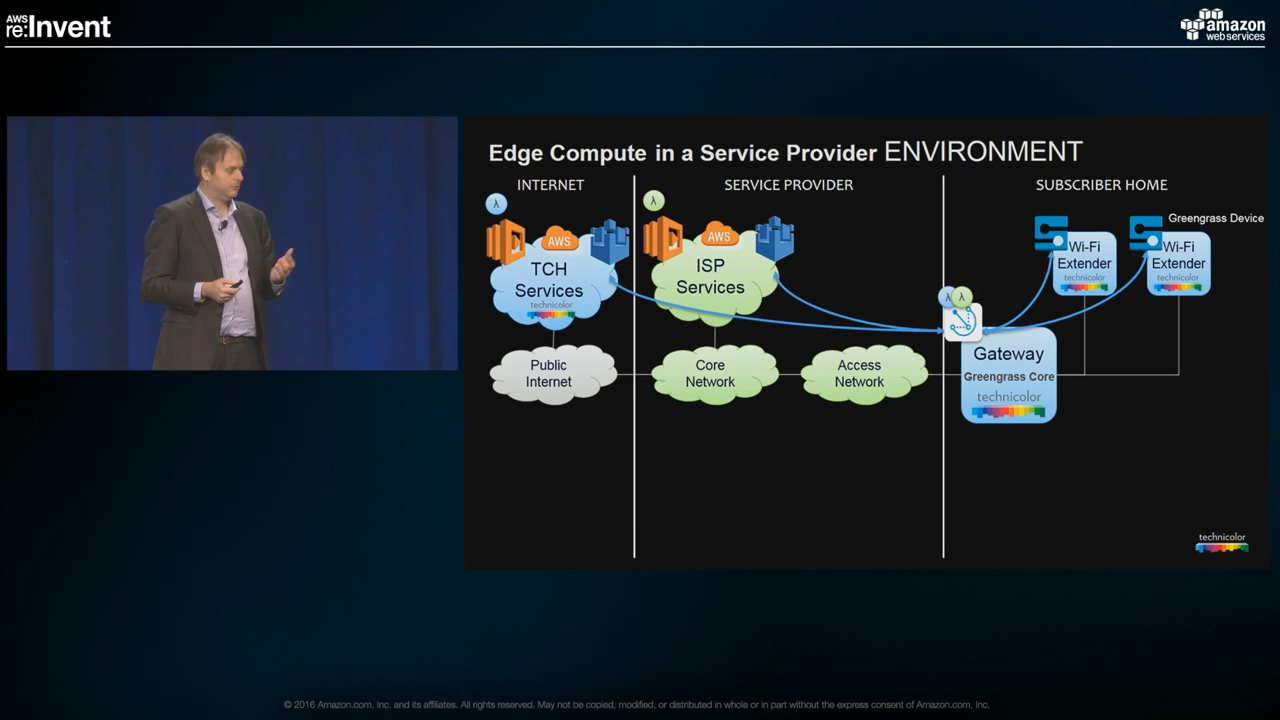 AWS
re:Invent
amazon
web services
Edge Compute in a Service Provider ENVIRONMENT
INTERNET
SERVICE PROVIDER
SUBSCRIBER HOME
λ
AWS
TCH
Services
technicolor
λ
AWS
ISP
Services
Greengrass Device
Wi-Fi
Extender
technicolor
Wi-Fi
Extender
technicolor
λ λ
Public
Internet
Core
Network
Access
Network
Gateway
Greengrass Core
technicolor
technicolor
© 2016 Amazon.com, Inc. and its affiliates. All rights reserved. May not be copied, modified, or distributed in whole or in part without the express consent of Amazon.com, Inc.